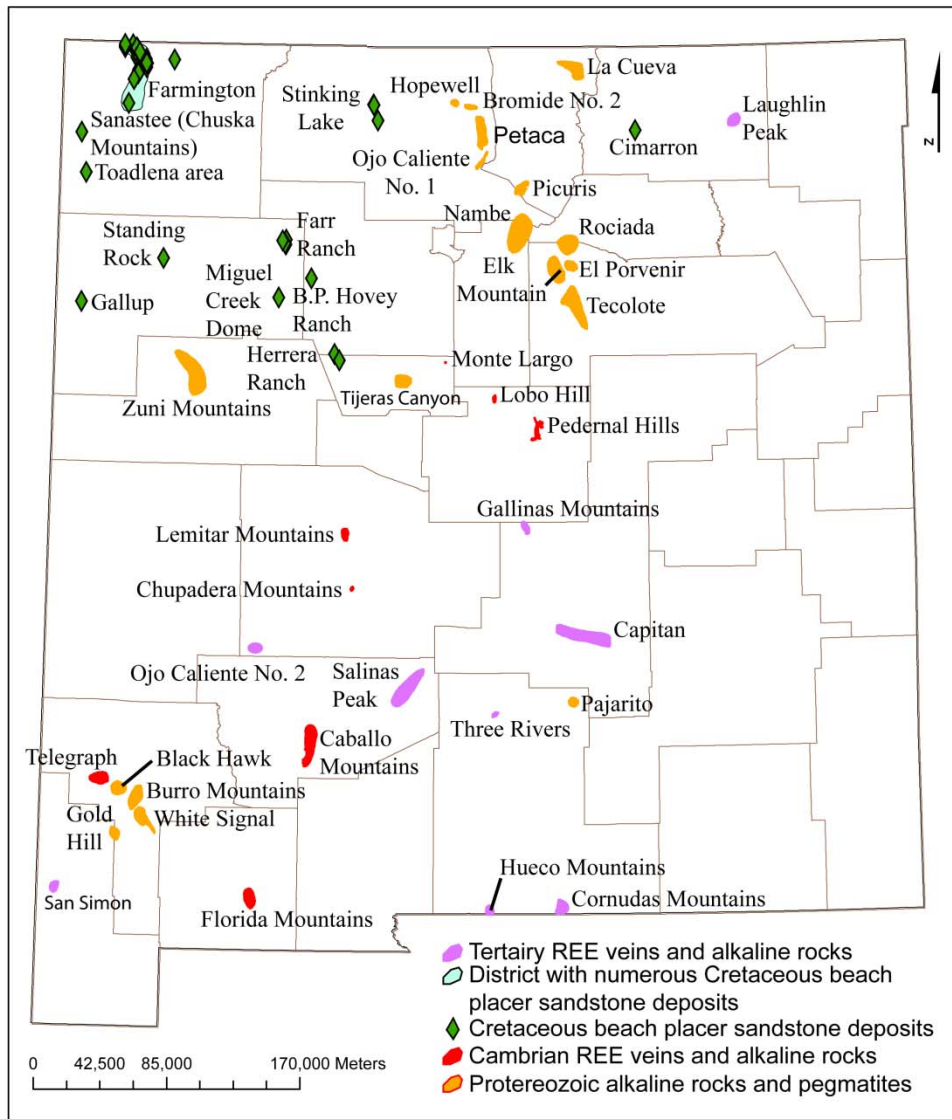 La Cueva
Farmington
Stinking
Lake
Hopewell
Bromide No. 2
Laughlin
Peak
N
Sanastee (Chuska
Mountains)
Petaca
Cimarron
Toadlena area
Ojo Caliente
No. 1
Picuris
Nambe
Standing
Rock
Farr
Ranch
Rociada
Elk
Mountain
El Porvenir
Gallup
Miguel
Creek
Dome
B.P. Hovey
Ranch
Tecolote
Herrera
Ranch
Monte Largo
Zuni Mountains
Tijeras Canyon
Lobo Hill
Pedernal Hills
Gallinas Mountains
Lemitar Mountains
Chupadera Mountains
Capitan
Ojo Caliente No. 2
Salinas
Peak
Pajarito
Three Rivers
Telegraph
Black Hawk
Caballo
Mountains
Burro Mountains
White Signal
Gold
Hill
San Simon
Florida Mountains
Hueco Mountains
Cornudas Mountains
Tertairy REE veins and alkaline rocks
District with numerous Cretaceous beach
placer sandstone deposits
Cretaceous beach placer sandstone deposits
Cambrian REE veins and alkaline rocks
Protereozoic alkaline rocks and pegmatites
0 42,500 85,000 170,000 Meters